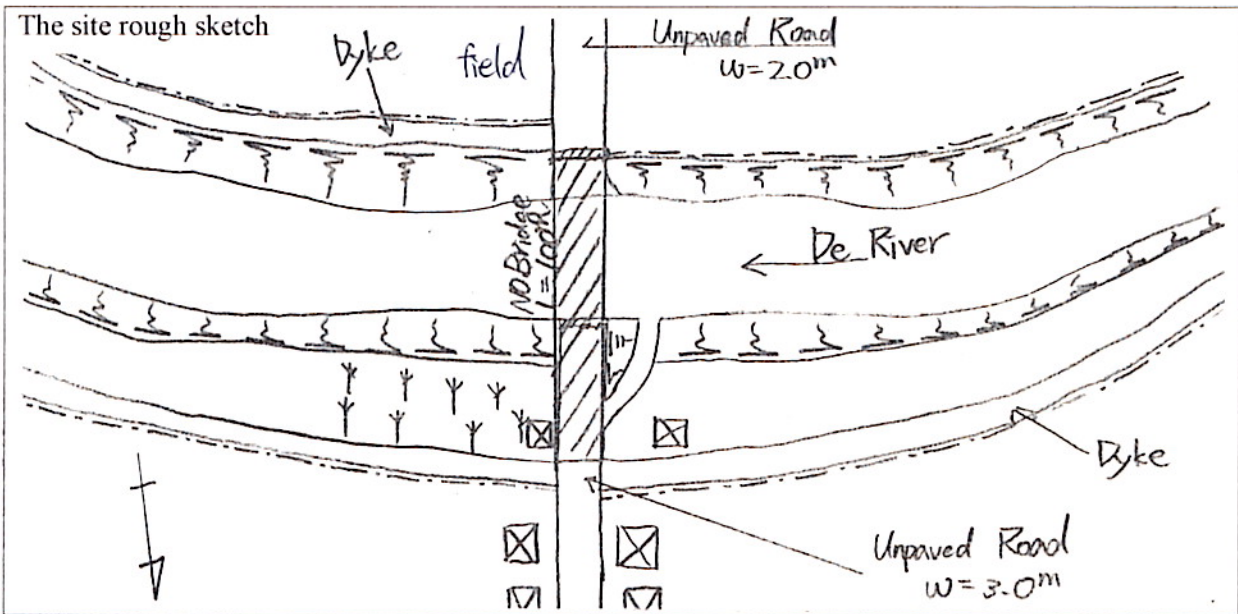 The site rough sketch
Dyke
field
Unpaved Road
W=2.0m
NO Bridge
De River
Dyke
Unpaved Road
W=3.0m